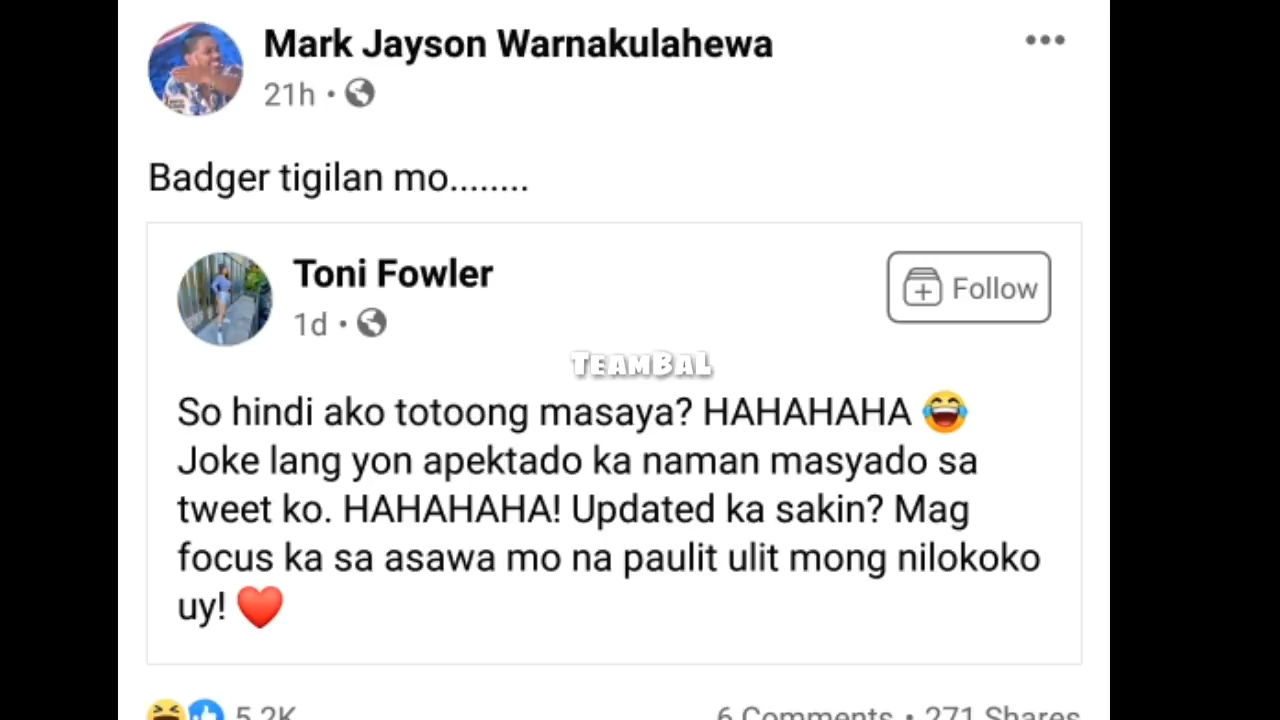 Mark Jayson Warnakulahewa
21h •
Badger tigilan mo........
Toni Fowler
1d •
Follow
TEAMBAL
So hindi ako totoong masaya? HAHAHAHA 😂
Joke lang yon apektado ka naman masyado sa
tweet ko. HAHAHAHA! Updated ka sakin? Mag
focus ka sa asawa mo na paulit ulit mong nilokoko
uy! ❤️
5.2K
6 Comments • 271 Shares